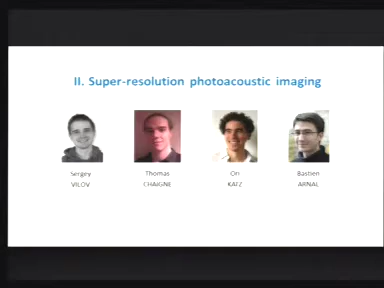 II. Super-resolution photoacoustic imaging
Sergey Thomas Ori Bastien
VILOV CHAIGNE KATZ ARNAL